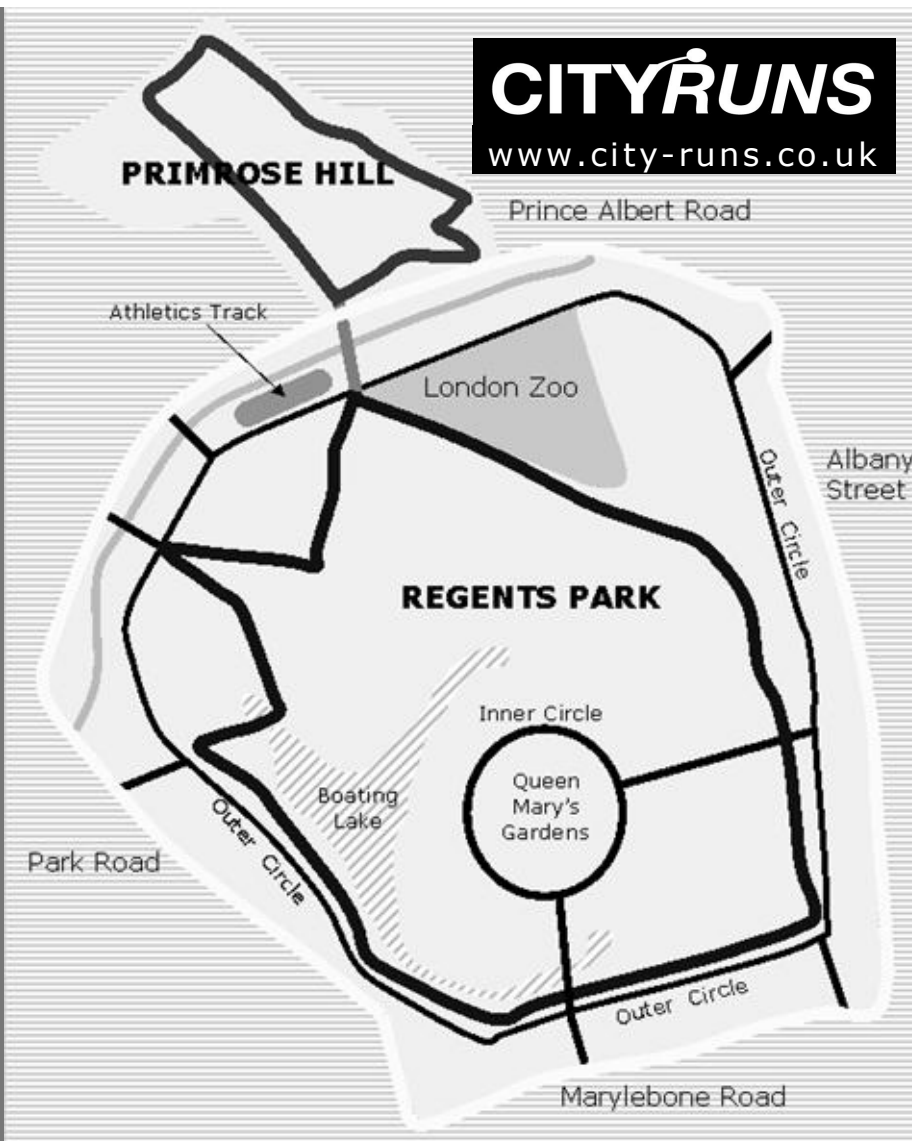 CITYRUNS
www.city-runs.co.uk
PRIMROSE HILL
Prince Albert Road
Athletics Track
London Zoo
Albany
Street
Outer Circle
REGENTS PARK
Inner Circle
Queen
Mary's
Gardens
Boating
Lake
Outer Circle
Park Road
Outer Circle
Marylebone Road